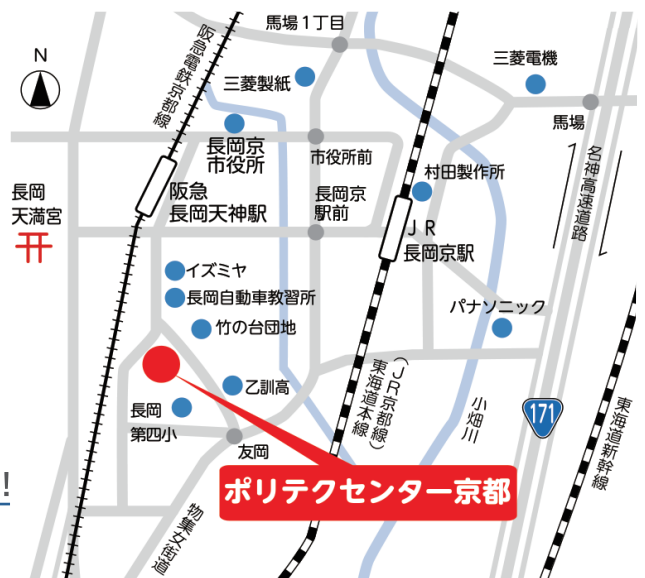 馬場1丁目
N
阪急電鉄京都線
三菱製紙
三菱電機
馬場
長岡京
市役所
市役所前
名神高速道路
村田製作所
長岡
天満宮
阪急
長岡天神駅
長岡京
駅前
JR
長岡京駅
イズミヤ
長岡自動車教習所
竹の台団地
パナソニック
乙訓高
(JR京都線)
東海道本線
小畑川
171
東海道新幹線
長岡
第四小
友岡
!
ポリテクセンター京都
物集女街道